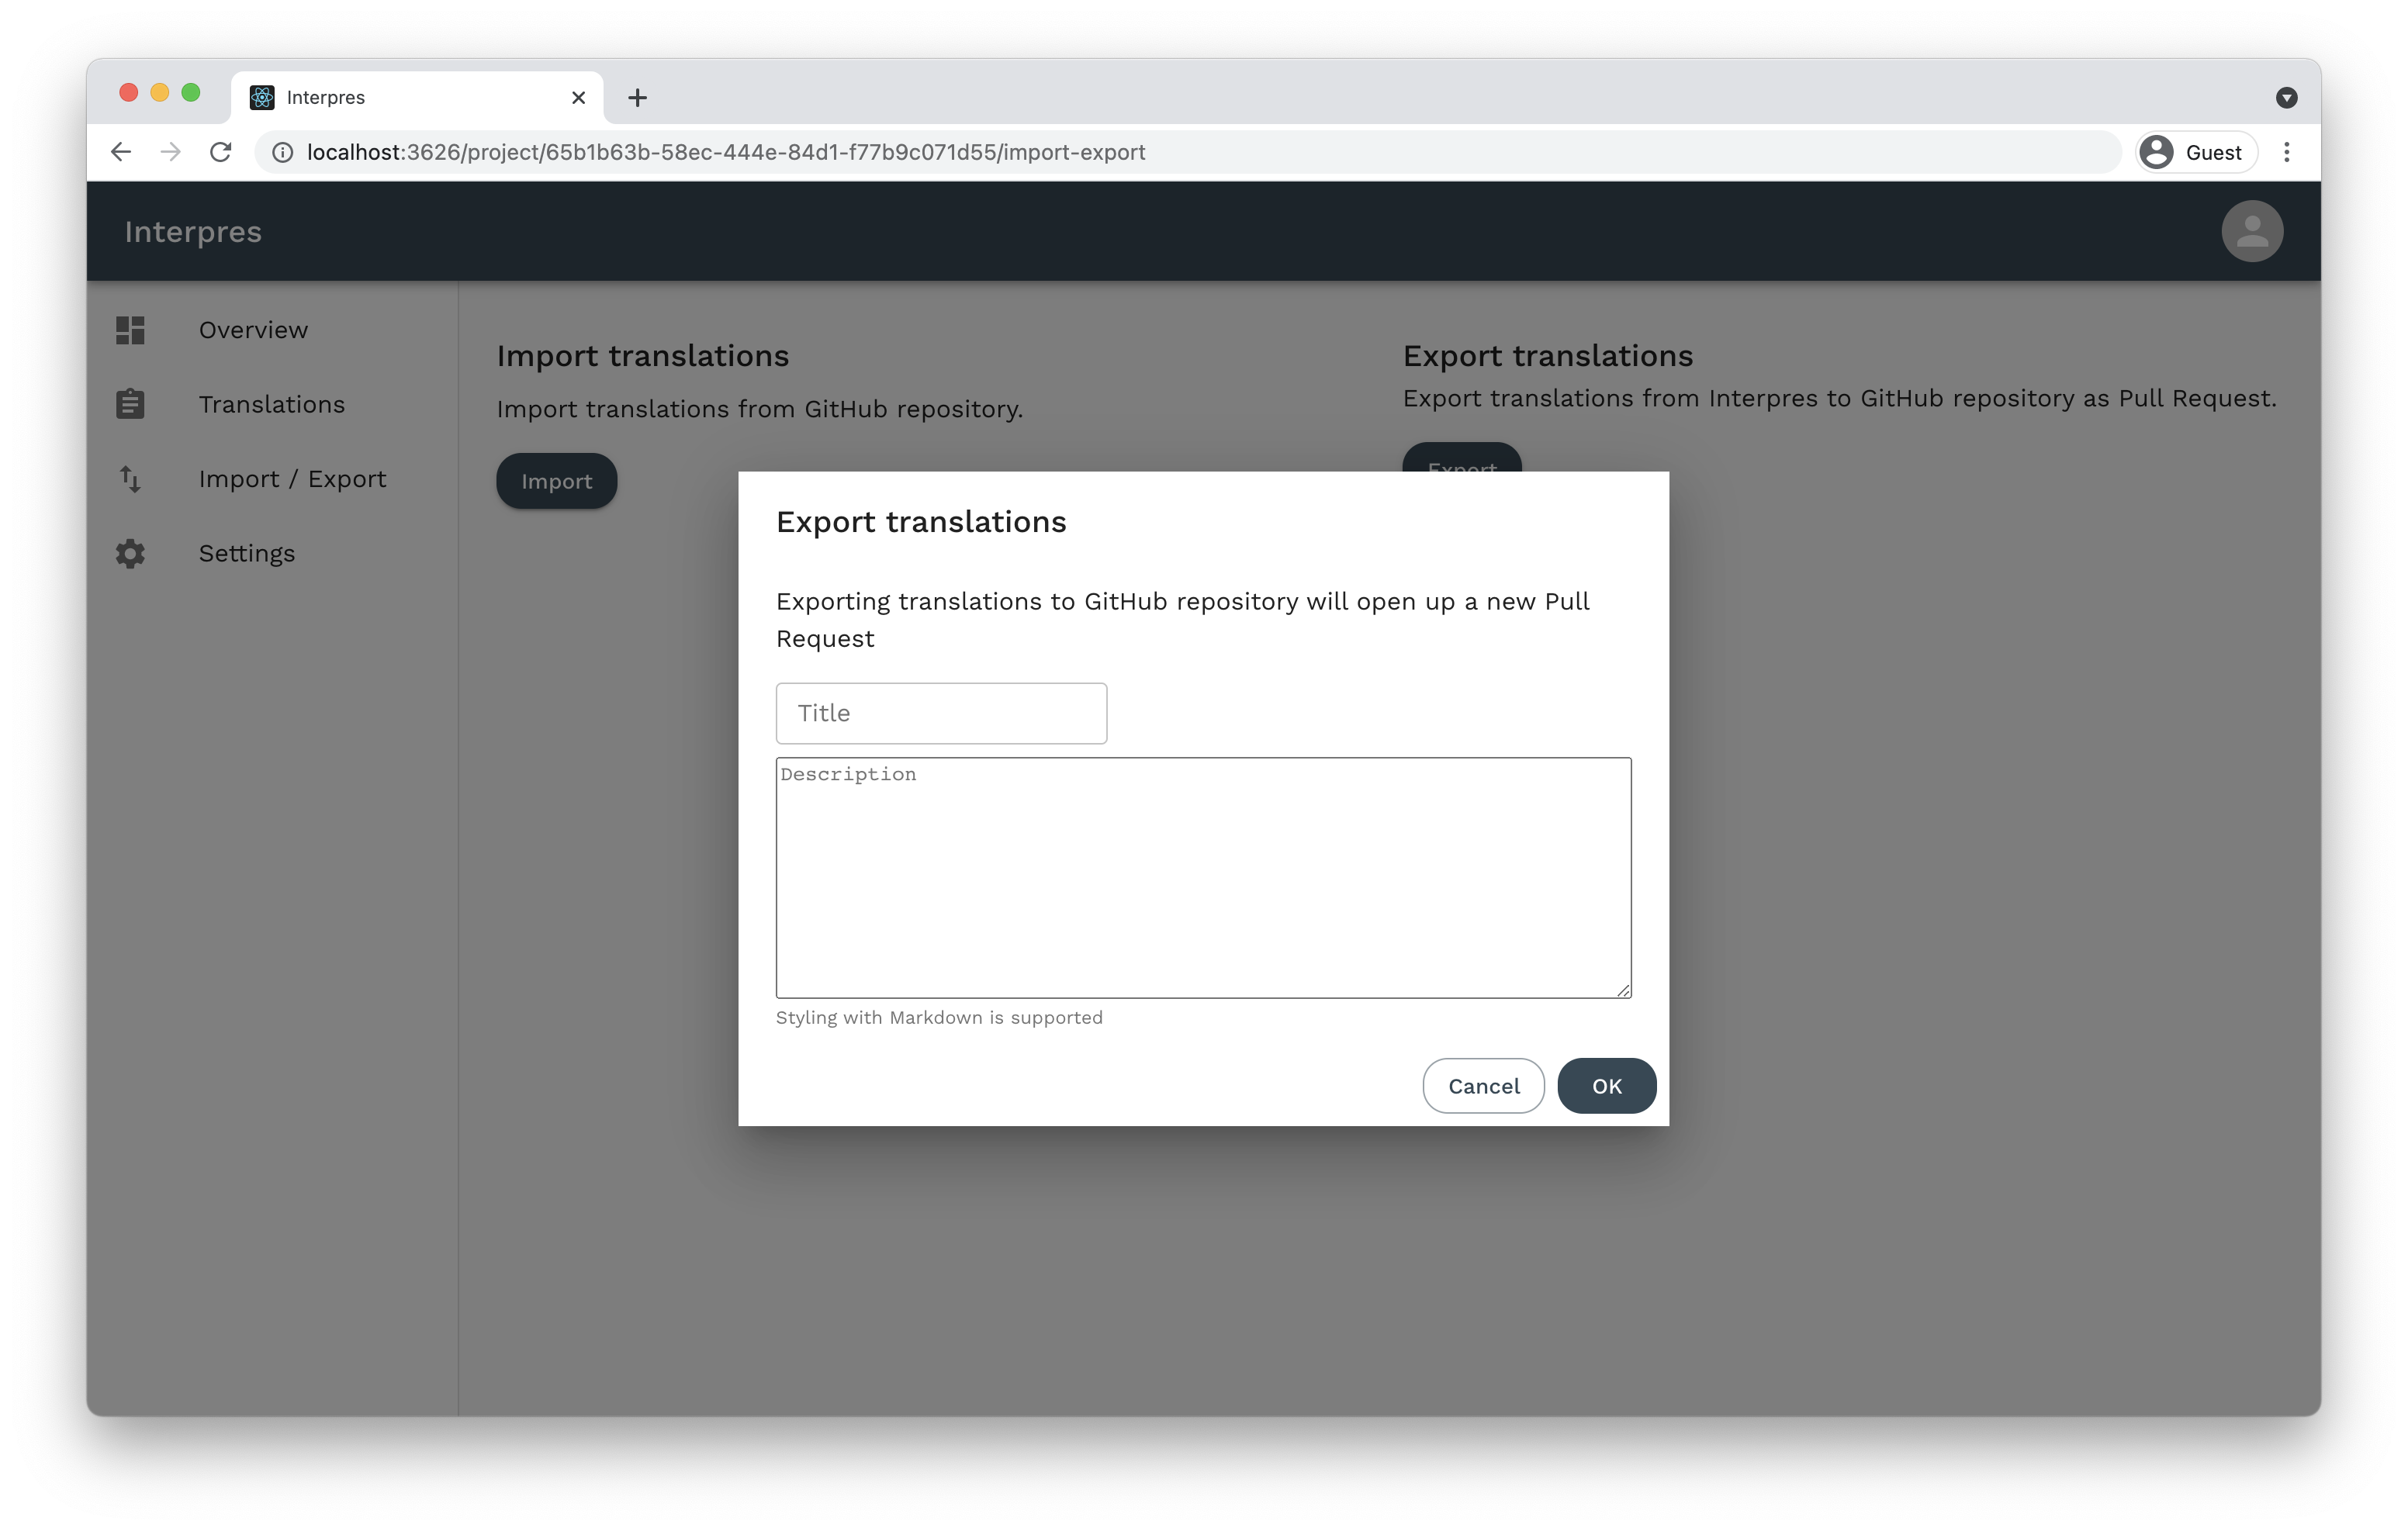 Interpres
localhost:3626/project/65b1b63b-58ec-444e-84d1-f77b9c071d55/import-export
Guest
Interpres
Overview
Translations
Import / Export
Settings
Import translations
Import translations from GitHub repository.
Import
Export translations
Export translations from Interpres to GitHub repository as Pull Request.
Export
Export translations
Exporting translations to GitHub repository will open up a new Pull
Request
Title
Description
Styling with Markdown is supported
Cancel
OK